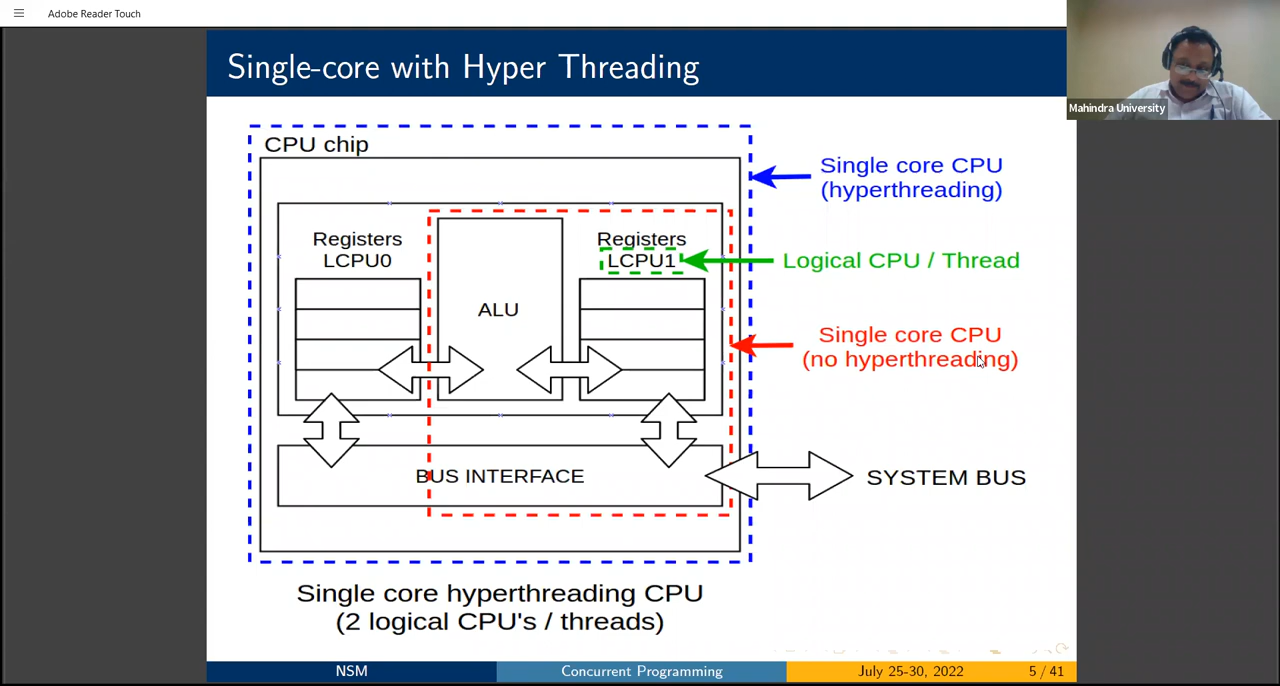 Adobe Reader Touch
Mahindra University
Single-core with Hyper Threading
CPU chip
Registers
LCPU0
ALU
Registers
LCPU1
BUS INTERFACE
SYSTEM BUS
Single core CPU
(hyperthreading)
Logical CPU / Thread
Single core CPU
(no hyperthreading)
Single core hyperthreading CPU
(2 logical CPU's / threads)
NSM
Concurrent Programming
July 25-30, 2022
5 / 41